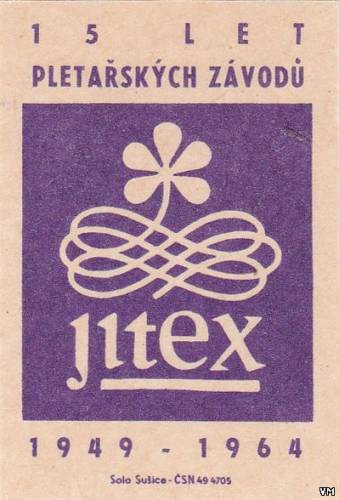 15 LET
PLETAŘSKÝCH ZÁVODŮ
jitex
1949 - 1964
Solo Sušice - ČSN 49 4705
VM